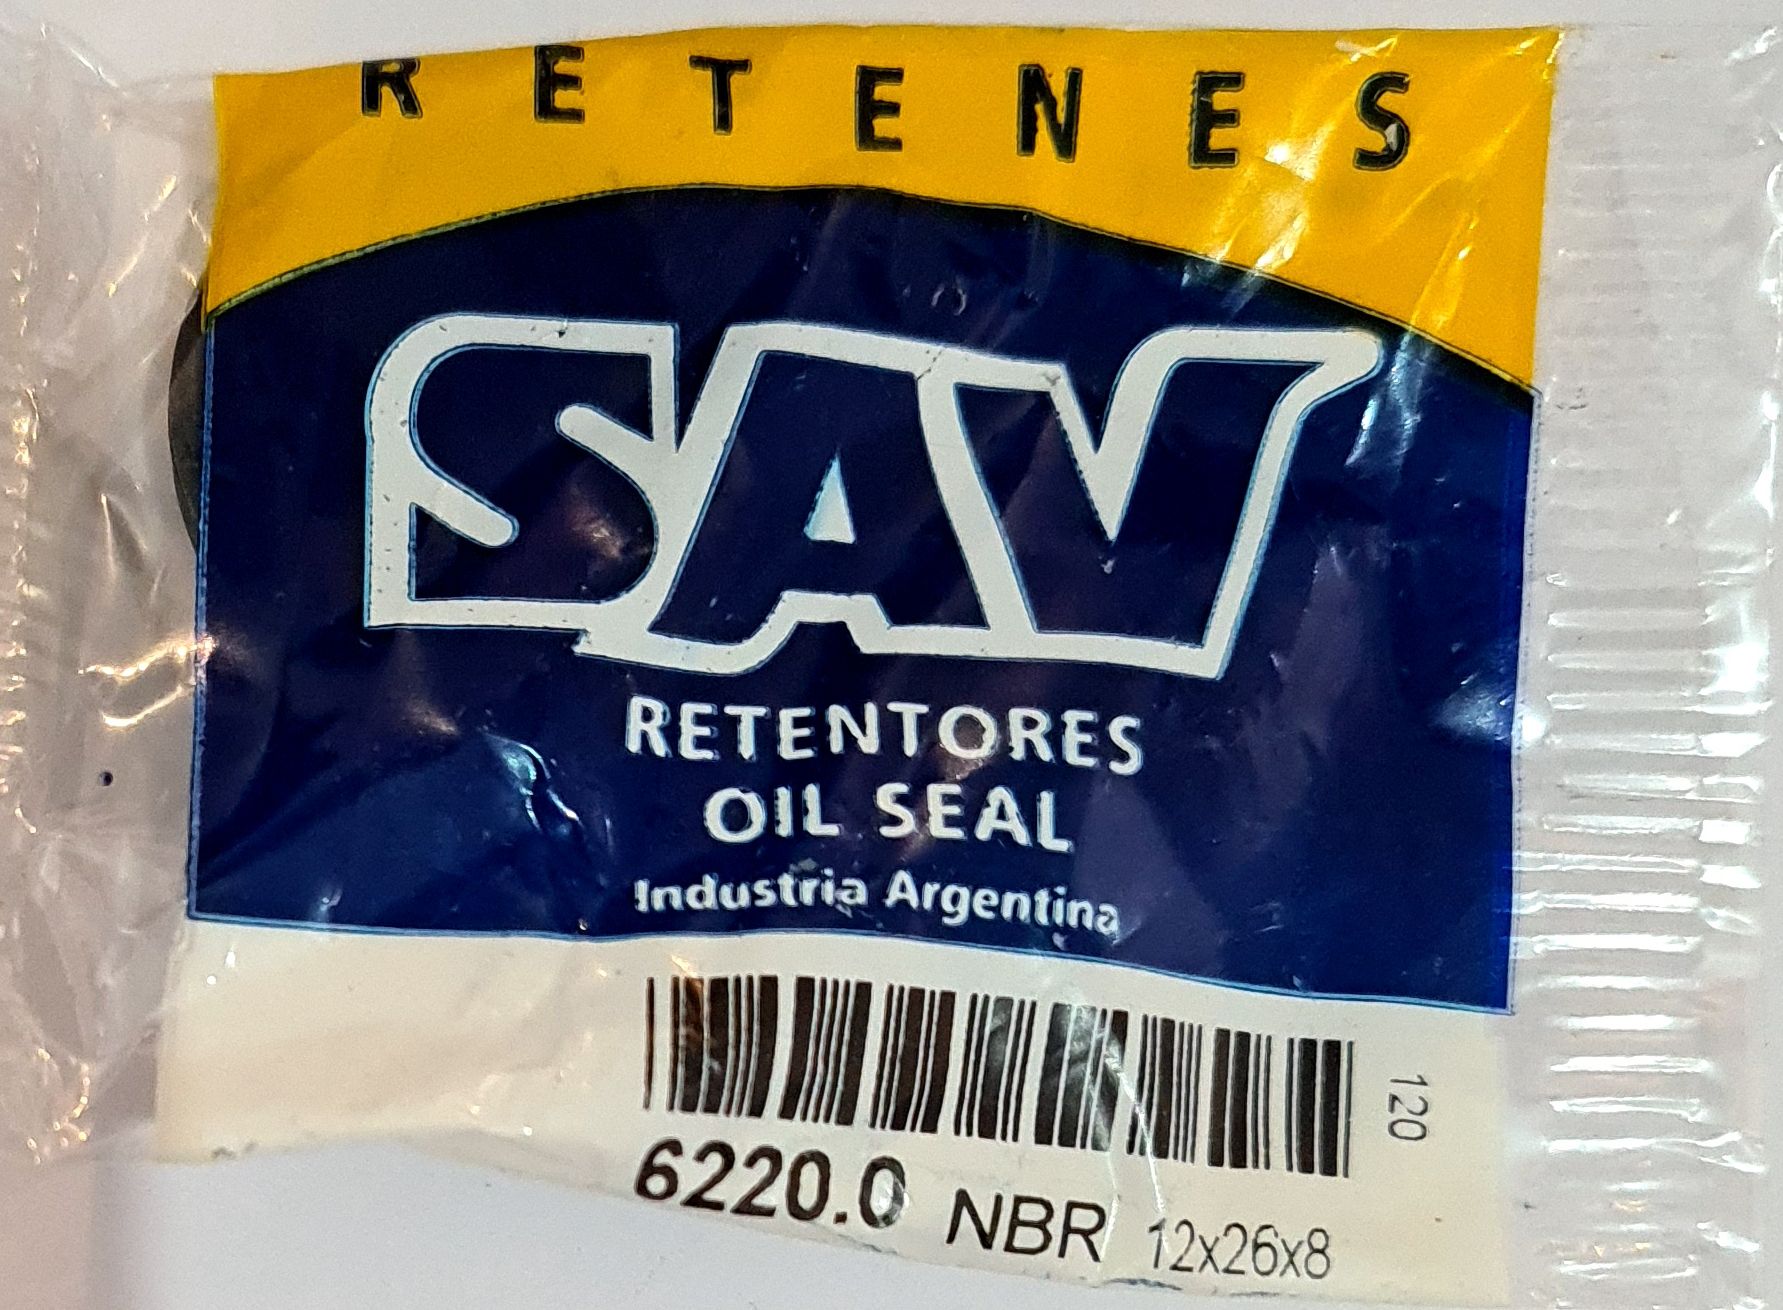 RETENES
SAV
RETENTORES
OIL SEAL
Industria Argentina
120
6220.0 NBR 12x26x8